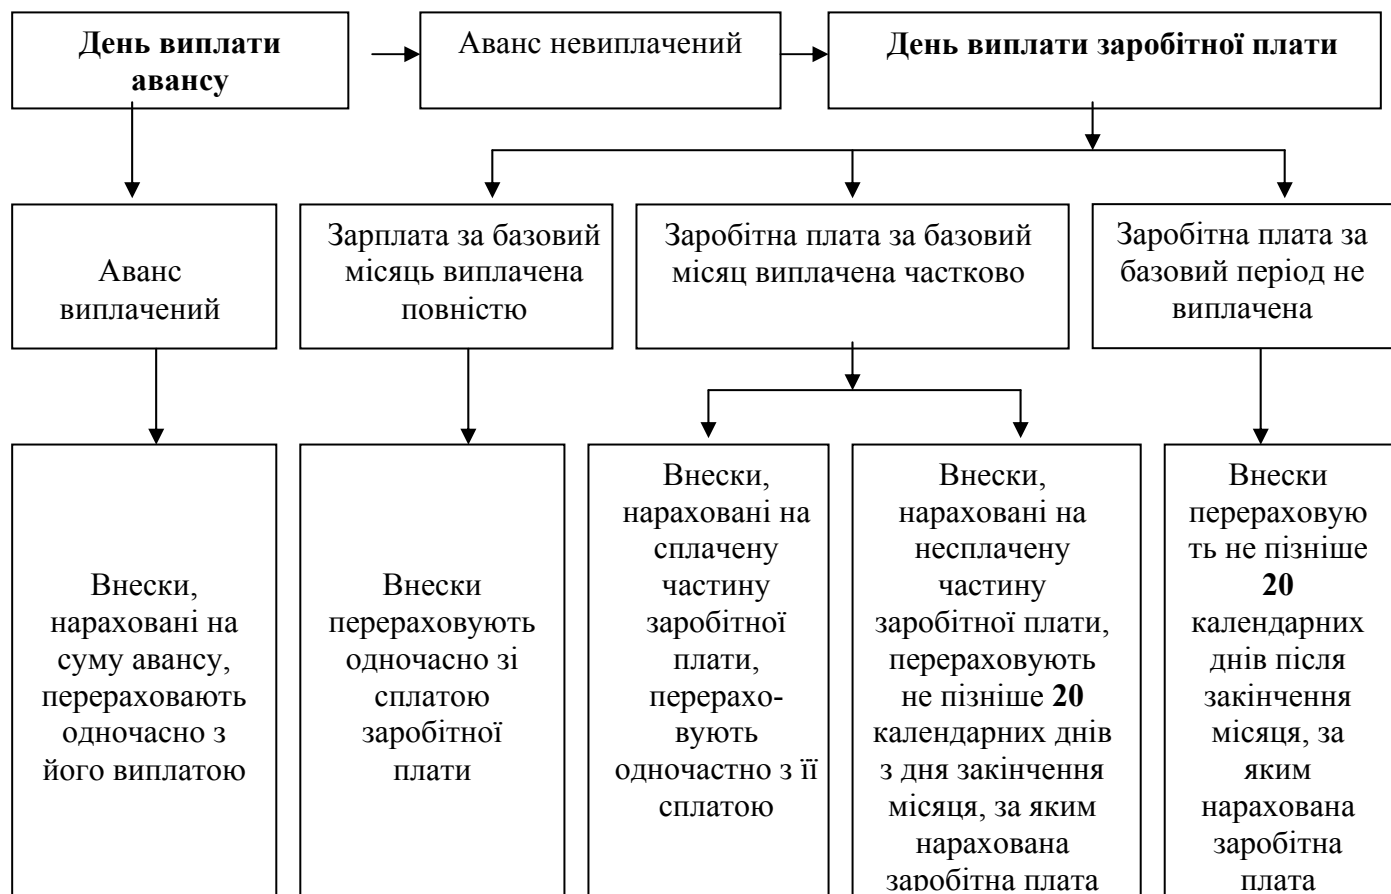 День виплати
авансу
Аванс невиплачений
День виплати заробітної плати
Аванс
виплачений
Зарплата за базовий
місяць виплачена
повністю
Заробітна плата за базовий
місяц виплачена частково
Заробітна плата за
базовий період не
виплачена
Внески,
нараховані на
суму авансу,
перераховають
одночасно з
його виплатою
Внески
перераховують
одночасно зі
сплатою
заробітної
плати
Внески,
нараховані на
сплачену
частину
заробітної
плати,
перерахо-
вують
одночастно з її
сплатою
Внески,
нараховані на
несплачену
частину
заробітної плати,
перераховують
не пізніше 20
календарних днів
з дня закінчення
місяця, за яким
нарахована
заробітна плата
Внески
перераховую
ть не пізніше
20
календарних
днів після
закінчення
місяця, за
яким
нарахована
заробітна
плата